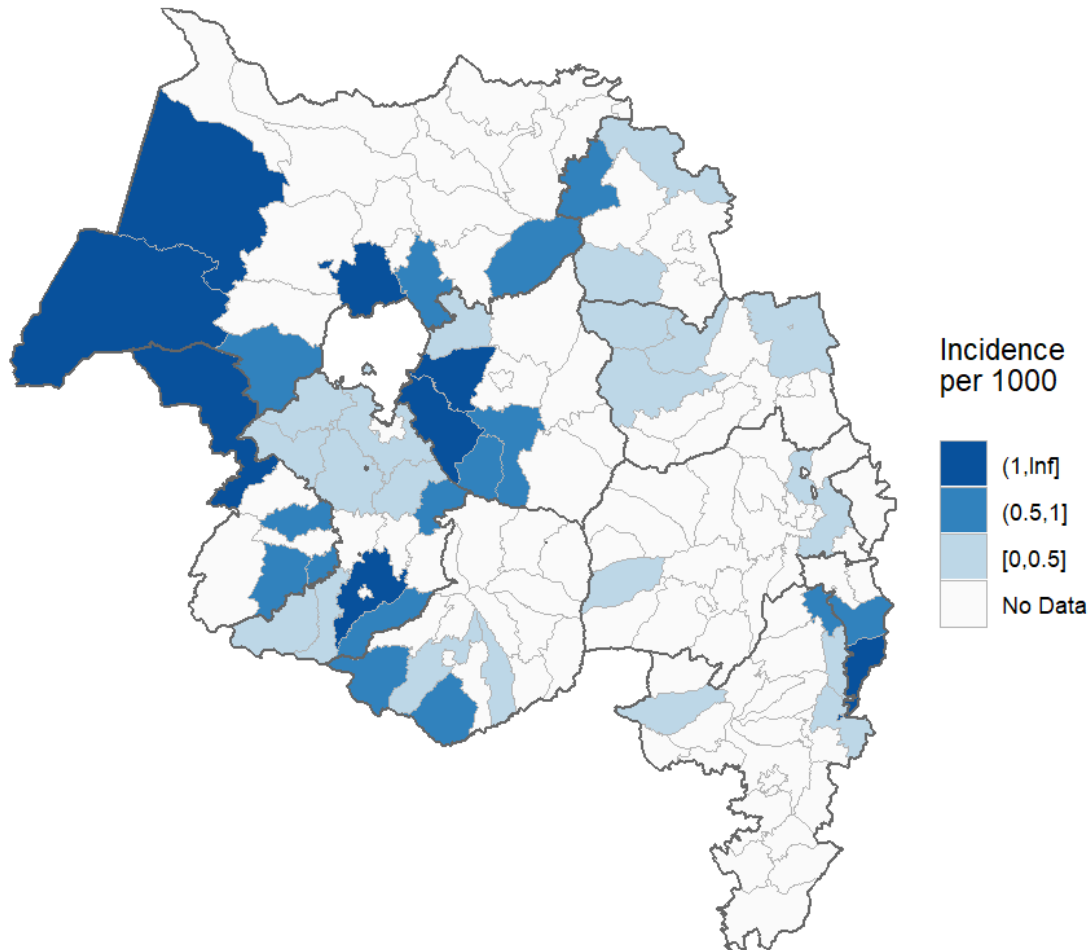 Incidence
per 1000
(1,Inf]
(0.5,1]
[0,0.5]
No Data